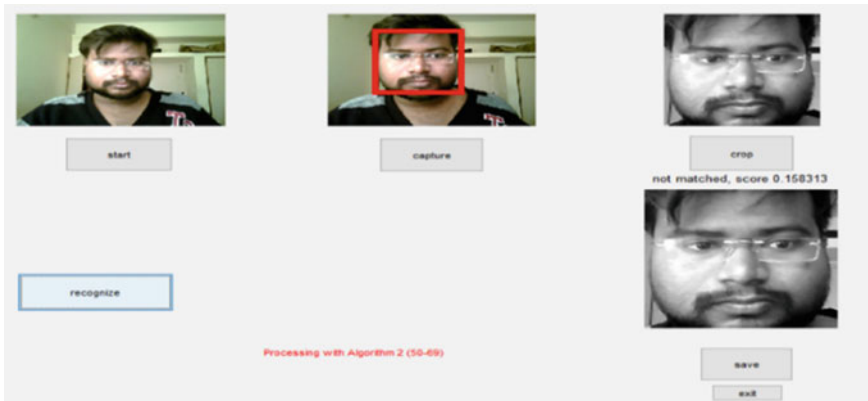 start
capture
crop
not matched, score 0.158313
recognize
Processing with Algorithm 2 (50-69)
save
exit